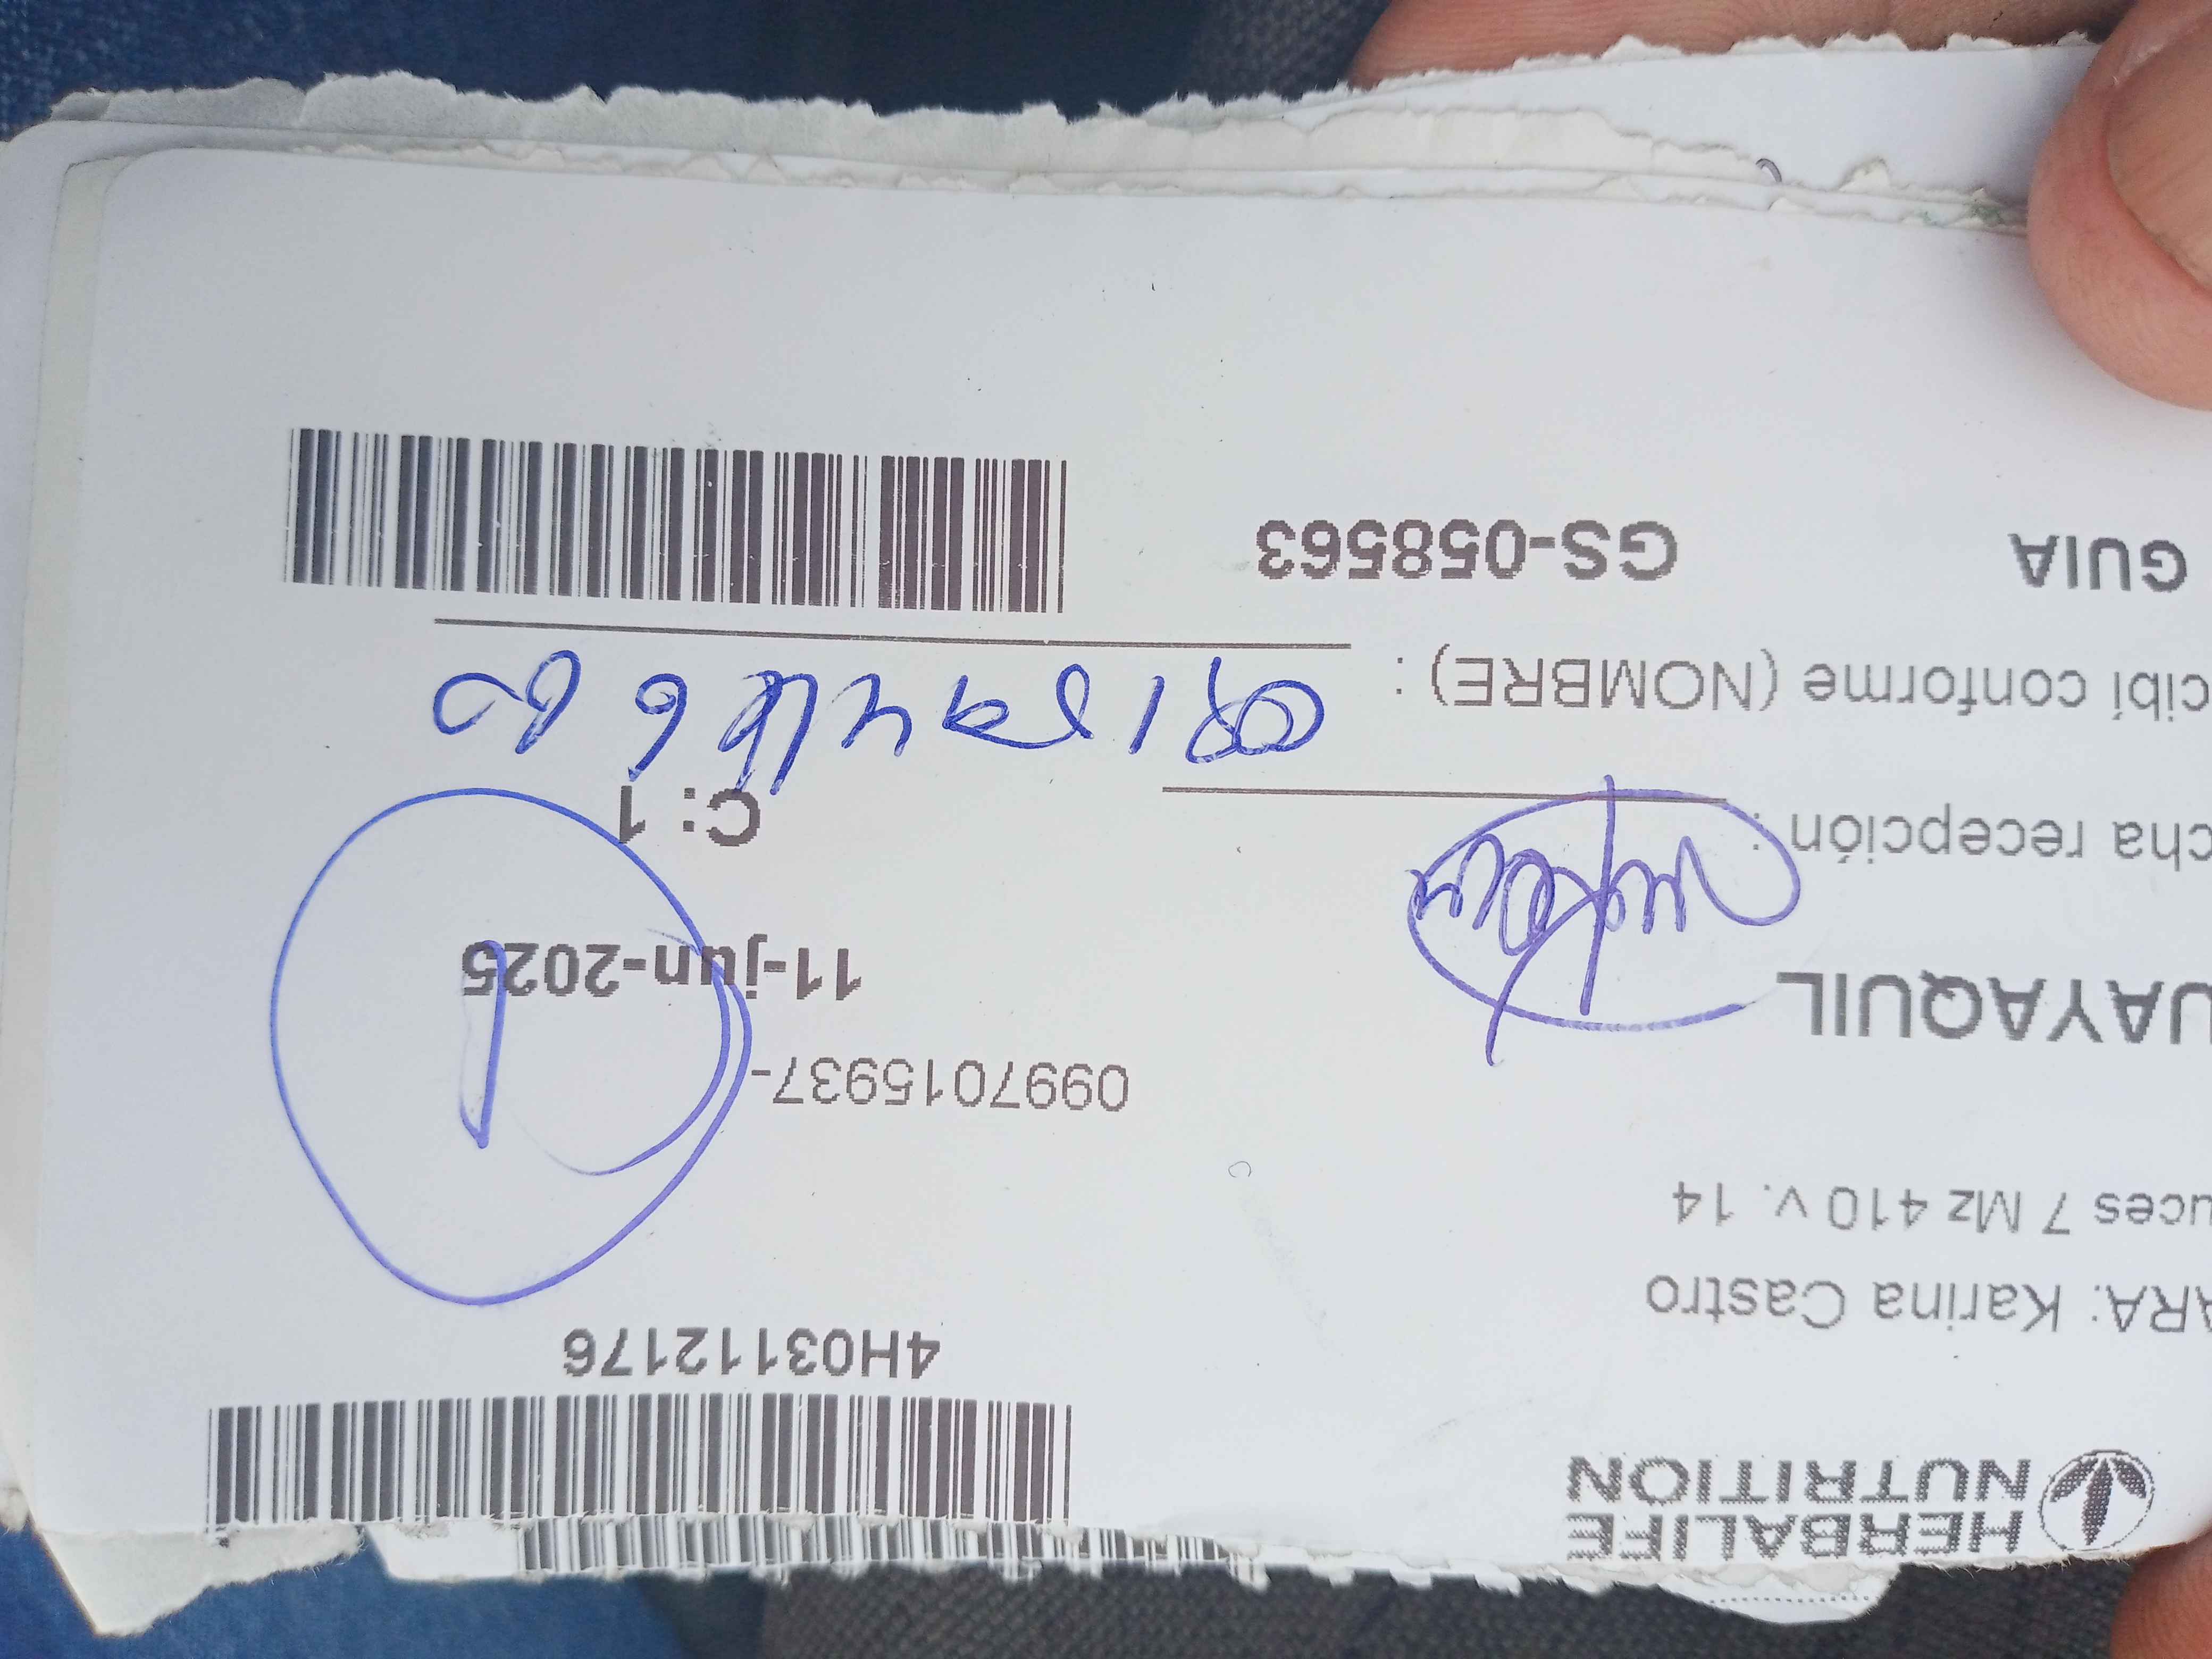 HERBALIFE
NUTRITION
4H03112176
ARA: Karina Castro
uces 7 Mz 410 v. 14
0997015937-
UAYAQUIL
11-jun-2025
cha recepción :
C: 1
cibí conforme (NOMBRE) :
GUIA GS-058563